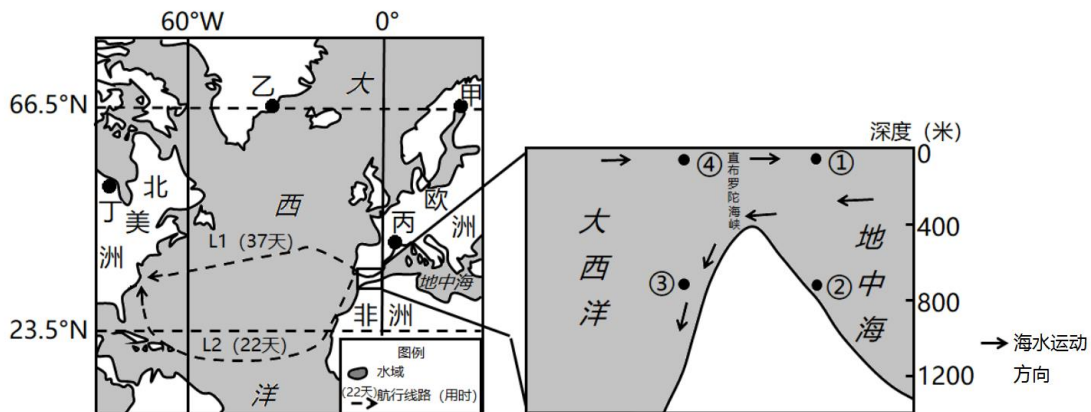 60°W
0°
66.5°N
23.5°N
乙
大
甲
北
美
洲
丁
西
欧
洲
丙
L1（37天）
地中海
非洲
L2（22天）
洋
图例
水域
(22天)
航行线路（用时）
深度（米）
0
400
800
1200
④
直布罗陀海峡
①
大西洋
③
②
地中海
海水运动
方向